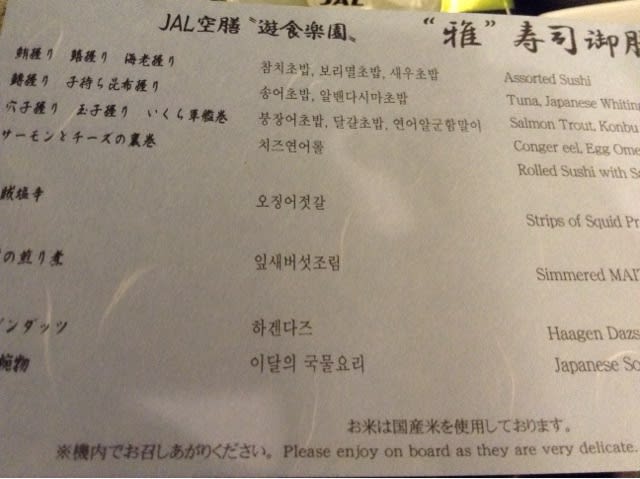 JAL
JAL空膳〝遊食楽園〟 “雅”寿司御膳
鮪握り 鱚握り 海老握り 참치초밥, 보리멸초밥, 새우초밥 Assorted Sushi
鱒握り 子持ち昆布握り 송어초밥, 알밴다시마초밥 Tuna, Japanese Whitin
穴子握り 玉子握り いくら軍艦巻 붕장어초밥, 달걀초밥, 연어알군함말이 Salmon Trout, Konbu
サーモンとチーズの裏巻 치즈연어롤 Conger eel, Egg Ome
Rolled Sushi with Sa
賊塩辛 오징어젓갈 Strips of Squid Pr
の煎り煮 잎새버섯조림 Simmered MAI
ンダッツ 하겐다즈 Haagen Dazs
椀物 이달의 국물요리 Japanese So
お米は国産米を使用しております。
※機内でお召しあがりください。 Please enjoy on board as they are very delicate.